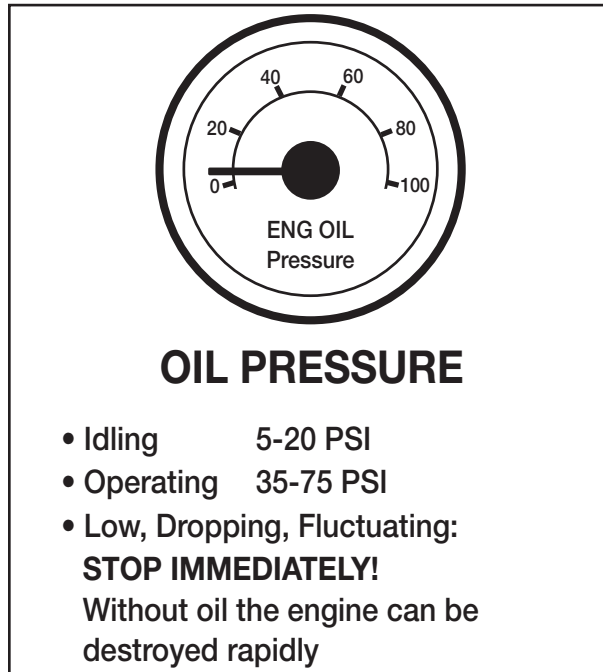 40 60
20 80
0 100
ENG OIL
Pressure
OIL PRESSURE
• Idling 5-20 PSI
• Operating 35-75 PSI
• Low, Dropping, Fluctuating:
STOP IMMEDIATELY!
Without oil the engine can be
destroyed rapidly